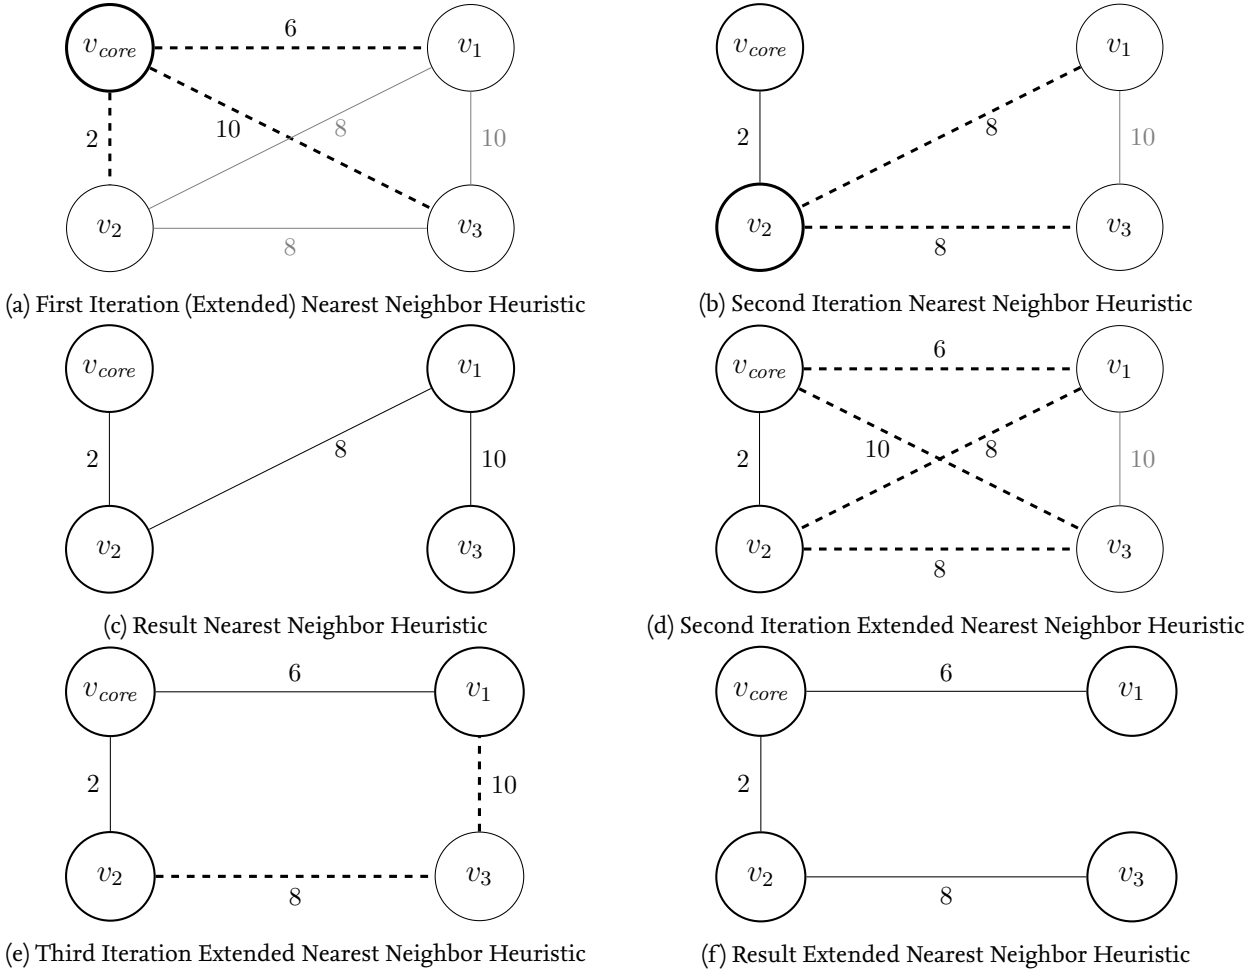 v_core 6 v_1
2 10 8 10
v_2 8 v_3
(a) First Iteration (Extended) Nearest Neighbor Heuristic
v_core v_1
2 8 10
v_2 8 v_3
(b) Second Iteration Nearest Neighbor Heuristic
v_core v_1
2 8 10
v_2 v_3
(c) Result Nearest Neighbor Heuristic
v_core 6 v_1
2 10 8 10
v_2 8 v_3
(d) Second Iteration Extended Nearest Neighbor Heuristic
v_core 6 v_1
2 10
v_2 8 v_3
(e) Third Iteration Extended Nearest Neighbor Heuristic
v_core 6 v_1
2
v_2 8 v_3
(f) Result Extended Nearest Neighbor Heuristic